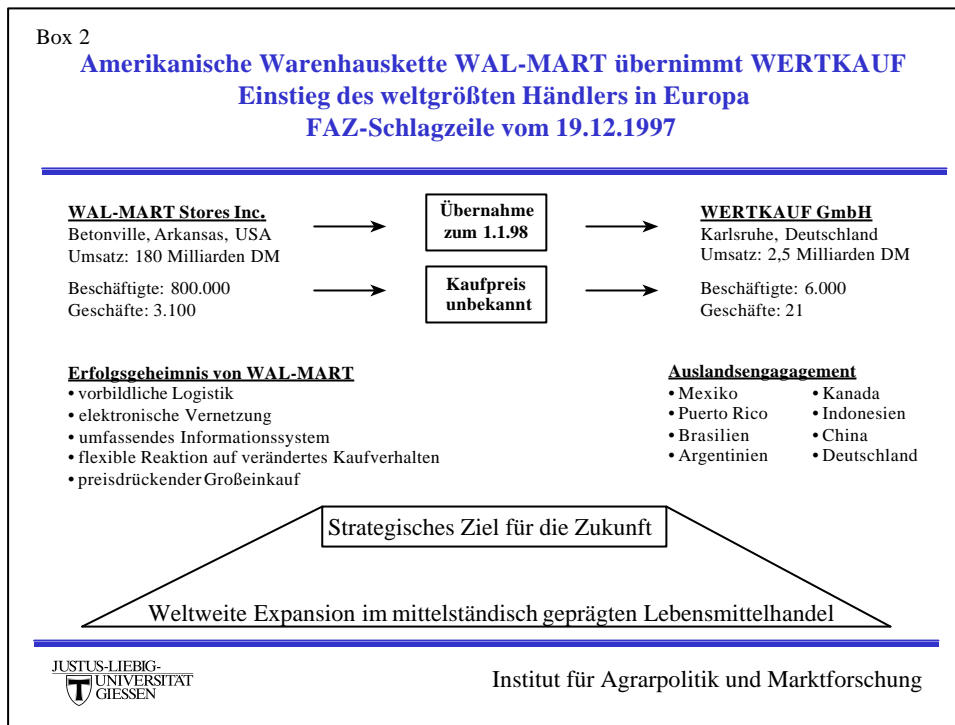 Box 2
Amerikanische Warenhauskette WAL-MART übernimmt WERTKAUF
Einstieg des weltgrößten Händlers in Europa
FAZ-Schlagzeile vom 19.12.1997
WAL-MART Stores Inc.
Betonville, Arkansas, USA
Umsatz: 180 Milliarden DM
Beschäftigte: 800.000
Geschäfte: 3.100
Übernahme
zum 1.1.98
Kaufpreis
unbekannt
WERTKAUF GmbH
Karlsruhe, Deutschland
Umsatz: 2,5 Milliarden DM
Beschäftigte: 6.000
Geschäfte: 21
Erfolgsgeheimnis von WAL-MART
• vorbildliche Logistik
• elektronische Vernetzung
• umfassendes Informationssystem
• flexible Reaktion auf verändertes Kaufverhalten
• preisdrückender Großeinkauf
Auslandsengagagement
• Mexiko
• Puerto Rico
• Brasilien
• Argentinien
• Kanada
• Indonesien
• China
• Deutschland
Strategisches Ziel für die Zukunft
Weltweite Expansion im mittelständisch geprägten Lebensmittelhandel
JUSTUS-LIEBIG-
UNIVERSITÄT
GIESSEN
Institut für Agrarpolitik und Marktforschung